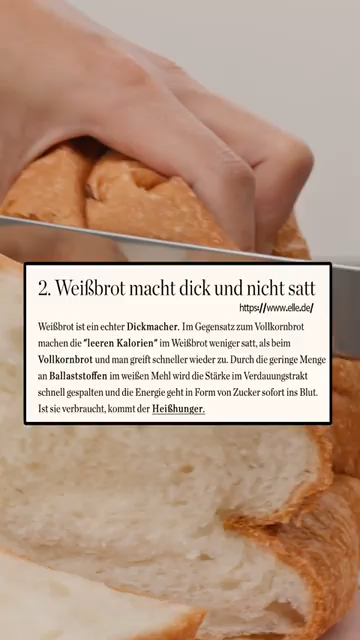 2. Weißbrot macht dick und nicht satt
https://www.elle.de/
Weißbrot ist ein echter Dickmacher. Im Gegensatz zum Vollkornbrot
machen die "leeren Kalorien" im Weißbrot weniger satt, als beim
Vollkornbrot und man greift schneller wieder zu. Durch die geringe Menge
an Ballaststoffen im weißen Mehl wird die Stärke im Verdauungstrakt
schnell gespalten und die Energie geht in Form von Zucker sofort ins Blut.
Ist sie verbraucht, kommt der Heißhunger.